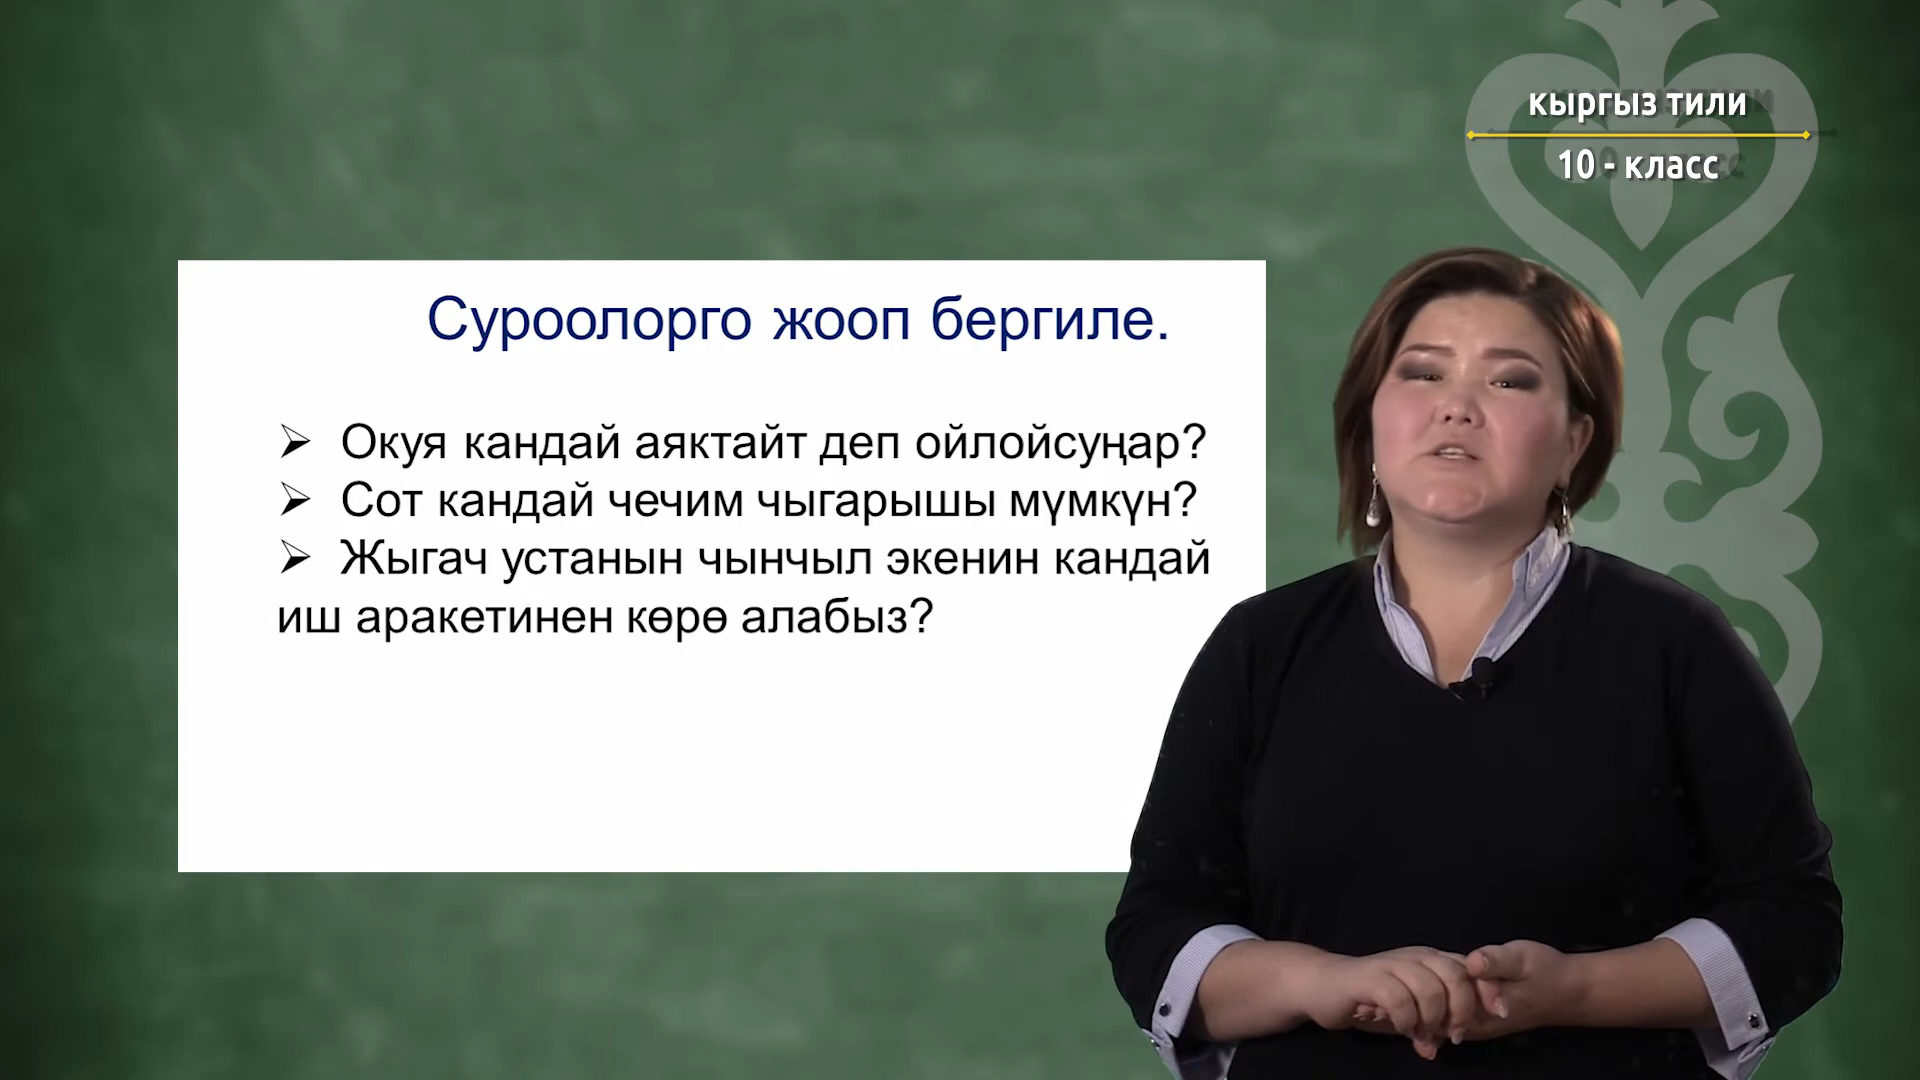 кыргыз тили
10 - класс
Суроолорго жооп бергиле.
➢ Окуя кандай аяктайт деп ойлойсуңар?
➢ Сот кандай чечим чыгарышы мүмкүн?
➢ Жыгач устанын чынчыл экенин кандай
иш аракетинен көрө алабыз?